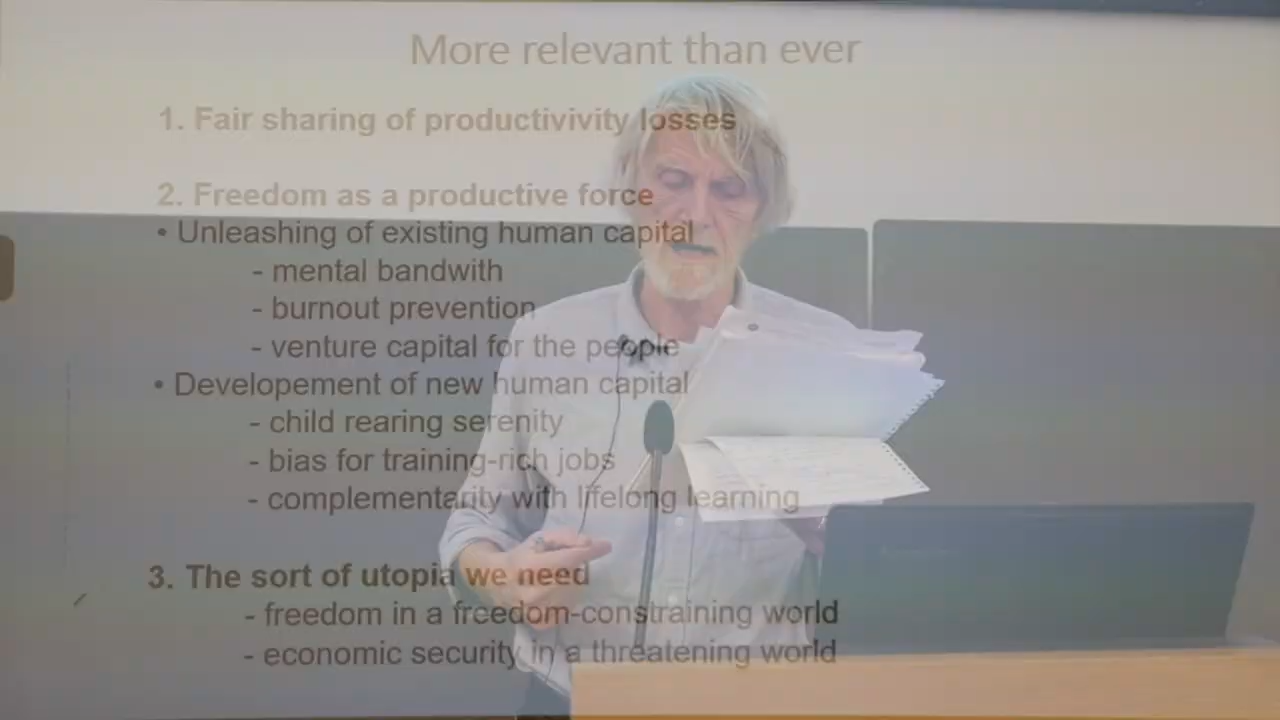 More relevant than ever
1. Fair sharing of productivivity losses
2. Freedom as a productive force
• Unleashing of existing human capital
- mental bandwith
- burnout prevention
- venture capital for the people
• Developement of new human capital
- child rearing serenity
- bias for training-rich jobs
- complementarity with lifelong learning
3. The sort of utopia we need
- freedom in a freedom-constraining world
- economic security in a threatening world